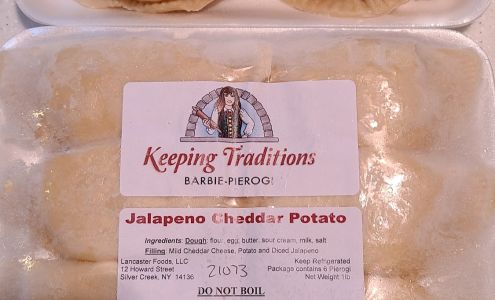 Keeping Traditions
BARBIE-PIEROGI
Jalapeno Cheddar Potato
Ingredients: Dough: flour, egg, butter, sour cream, milk, salt
Filling: Mild Cheddar Cheese, Potato and Diced Jalapeno
Lancaster Foods, LLC
12 Howard Street
Silver Creek, NY 14136
21073
Keep Refrigerated
Package contains 6 Pierogi
Net Weight 1lb
DO NOT BOIL